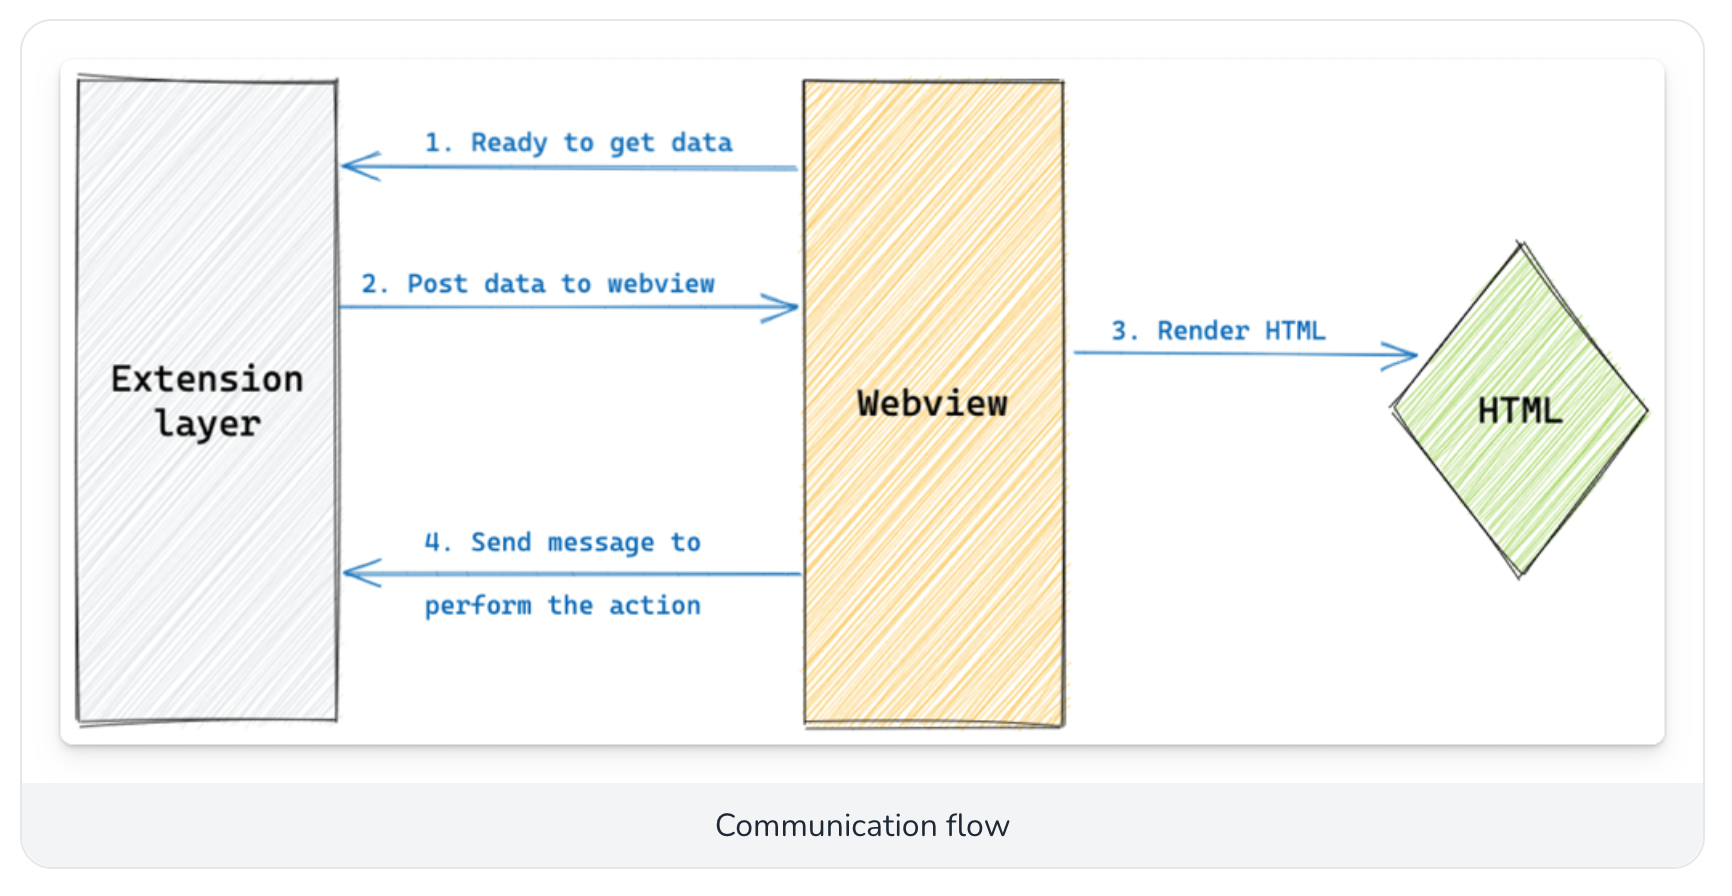 1. Ready to get data
2. Post data to webview
3. Render HTML
Extension
layer
Webview
HTML
4. Send message to
perform the action
Communication flow